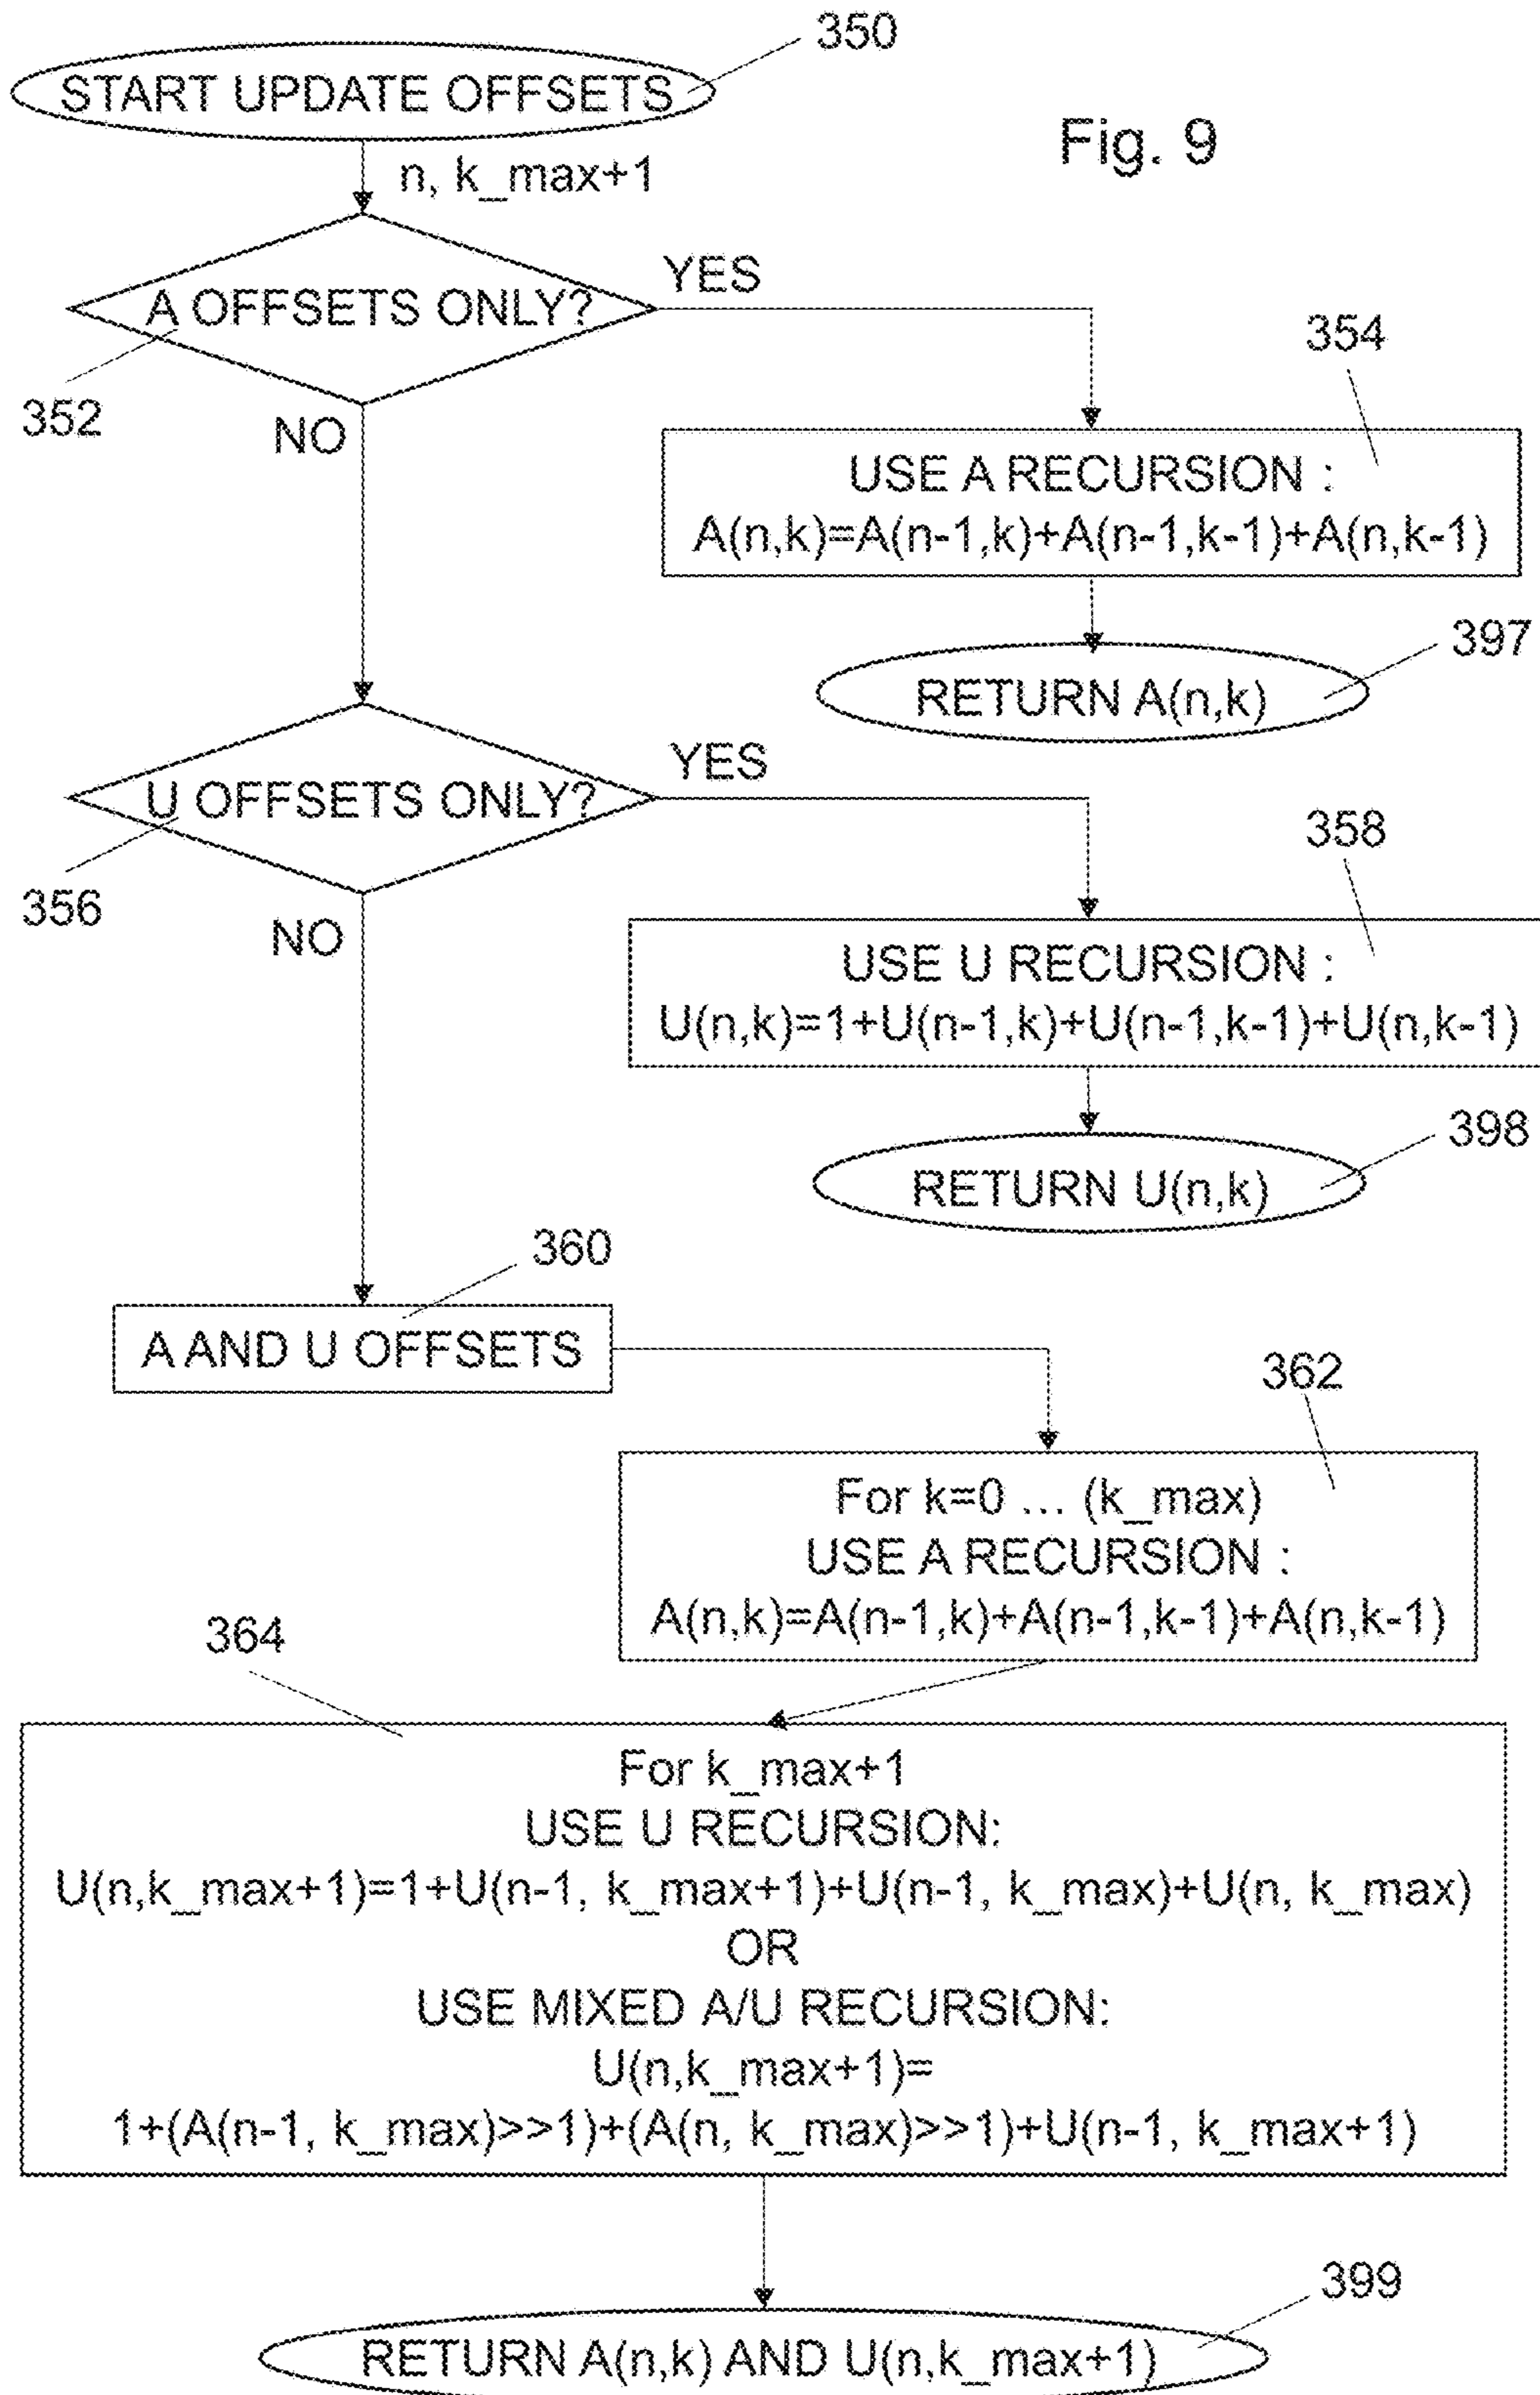 350
START UPDATE OFFSETS
Fig. 9
n, k_max+1
A OFFSETS ONLY?
YES
352
NO
354
USE A RECURSION :
A(n,k)=A(n-1,k)+A(n-1,k-1)+A(n,k-1)
397
RETURN A(n,k)
U OFFSETS ONLY?
YES
356
NO
358
USE U RECURSION :
U(n,k)=1+U(n-1,k)+U(n-1,k-1)+U(n,k-1)
398
RETURN U(n,k)
360
A AND U OFFSETS
362
For k=0 ... (k_max)
USE A RECURSION :
A(n,k)=A(n-1,k)+A(n-1,k-1)+A(n,k-1)
364
For k_max+1
USE U RECURSION:
U(n,k_max+1)=1+U(n-1, k_max+1)+U(n-1, k_max)+U(n, k_max)
OR
USE MIXED A/U RECURSION:
U(n,k_max+1)=
1+(A(n-1, k_max)>>1)+(A(n, k_max)>>1)+U(n-1, k_max+1)
399
RETURN A(n,k) AND U(n,k_max+1)